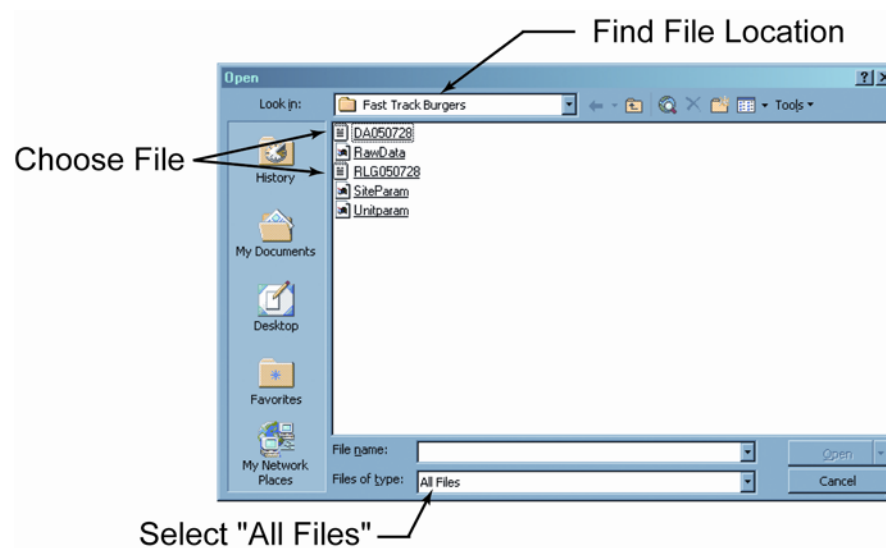 Find File Location
Open
Look in:
Fast Track Burgers
Tools
Choose File
DA050728
RawData
RLG050728
SiteParam
Unitparam
History
My Documents
Desktop
Favorites
My Network
Places
File name:
Open
Files of type:
All Files
Cancel
Select "All Files"